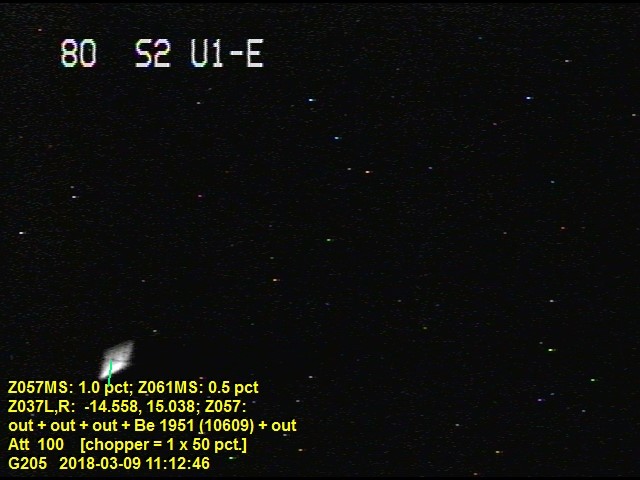 80 S2 U1-E
Z057MS: 1.0 pct; Z061MS: 0.5 pct
Z037L,R: -14.558, 15.038; Z057:
out + out + out + Be 1951 (10609) + out
Att 100 [chopper = 1 x 50 pct.]
G205 2018-03-09 11:12:46